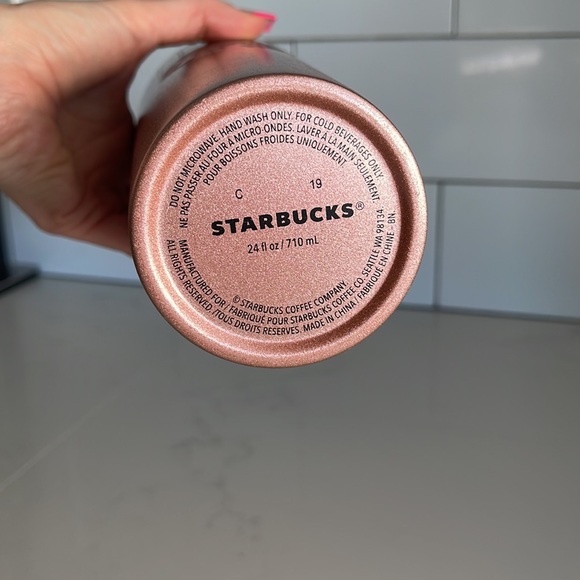 DO NOT MICROWAVE. HAND WASH ONLY. FOR COLD BEVERAGES ONLY.
NE PAS PASSER AU FOUR À MICRO-ONDES. LAVER À LA MAIN SEULEMENT.
POUR BOISSONS FROIDES UNIQUEMENT
C 19
STARBUCKS®
24 fl oz / 710 mL
© STARBUCKS COFFEE COMPANY.
MANUFACTURED FOR / FABRIQUÉ POUR STARBUCKS COFFEE CO. SEATTLE WA 98134
ALL RIGHTS RESERVED. /TOUS DROITS RESERVES. MADE IN CHINA / FABRIQUÉ EN CHINE - BN.